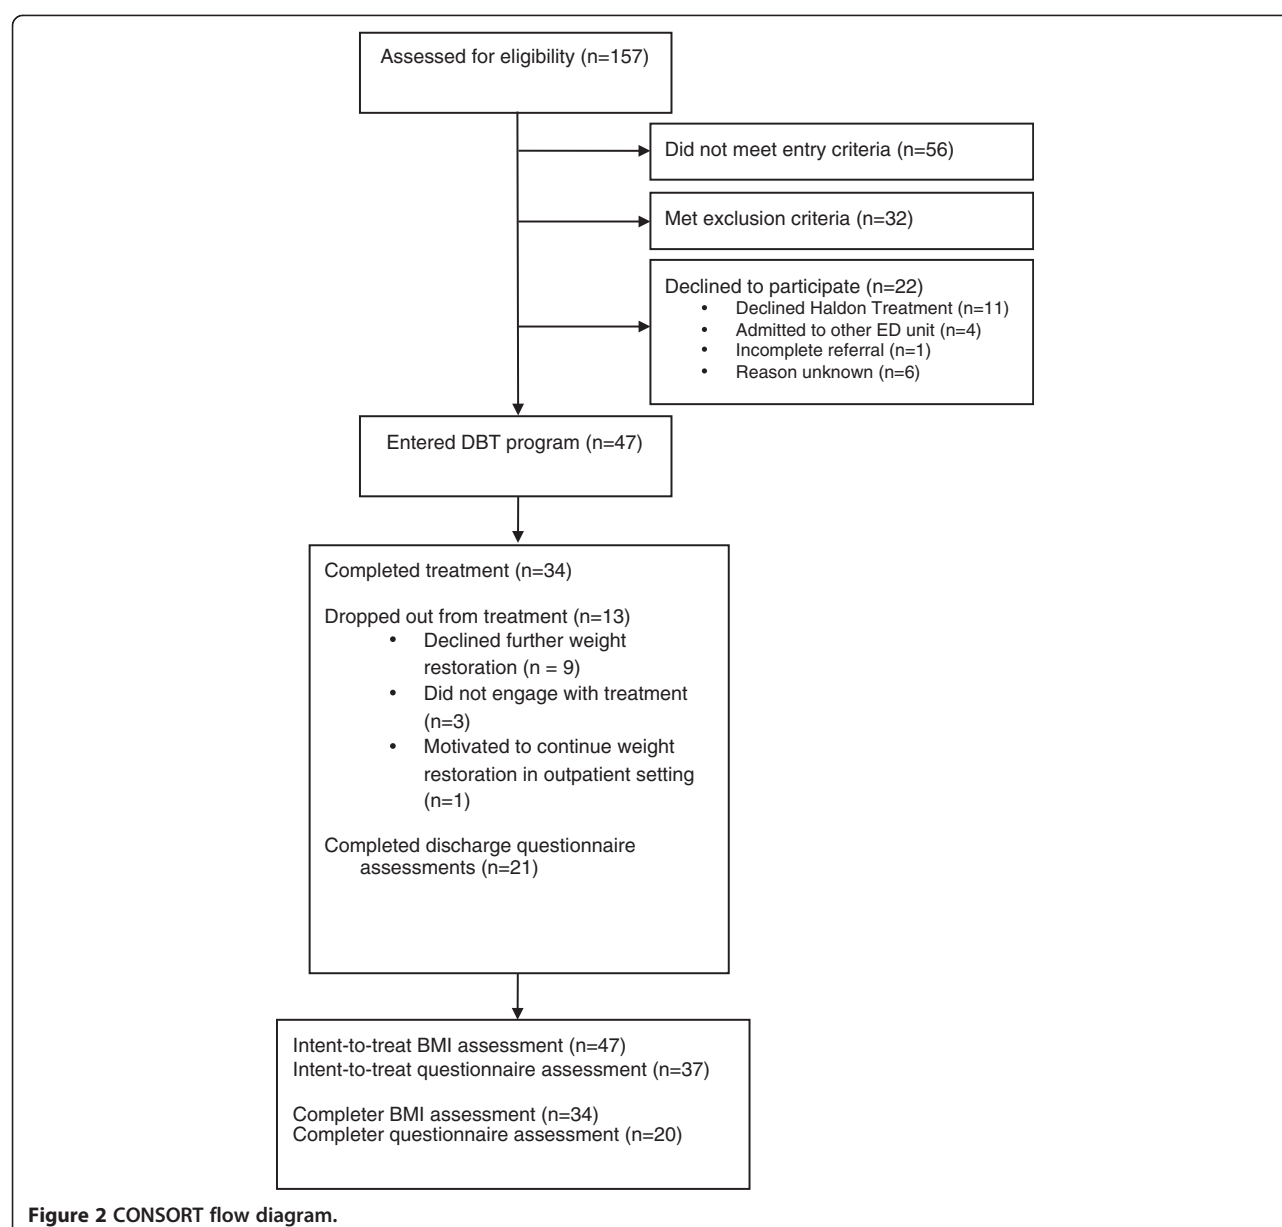 Assessed for eligibility (n=157)
Did not meet entry criteria (n=56)
Met exclusion criteria (n=32)
Declined to participate (n=22)
• Declined Haldon Treatment (n=11)
• Admitted to other ED unit (n=4)
• Incomplete referral (n=1)
• Reason unknown (n=6)
Entered DBT program (n=47)
Completed treatment (n=34)
Dropped out from treatment (n=13)
• Declined further weight
restoration (n = 9)
• Did not engage with treatment
(n=3)
• Motivated to continue weight
restoration in outpatient setting
(n=1)
Completed discharge questionnaire
assessments (n=21)
Intent-to-treat BMI assessment (n=47)
Intent-to-treat questionnaire assessment (n=37)
Completer BMI assessment (n=34)
Completer questionnaire assessment (n=20)
Figure 2 CONSORT flow diagram.